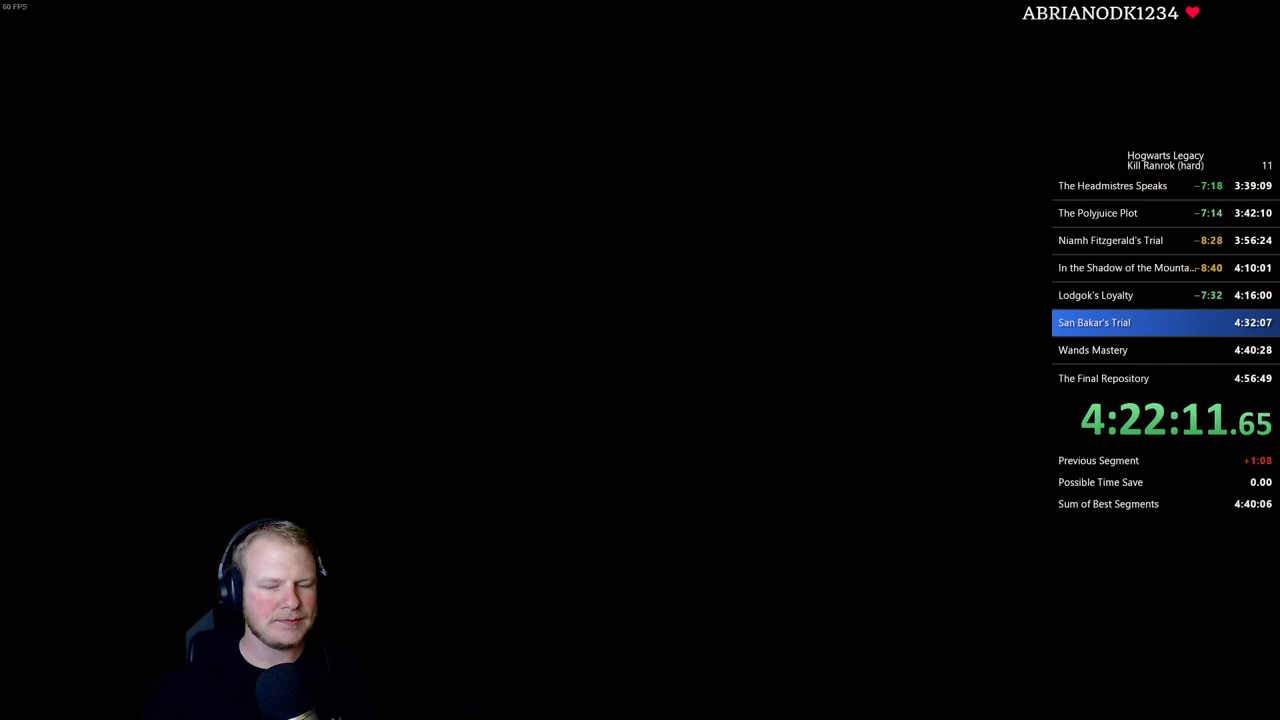 60 FPS
ABRIANODK1234 ❤
Hogwarts Legacy
Kill Ranrok (hard) 11
The Headmistres Speaks −7:18 3:39:09
The Polyjuice Plot −7:14 3:42:10
Niamh Fitzgerald's Trial −8:28 3:56:24
In the Shadow of the Mounta... −8:40 4:10:01
Lodgok's Loyalty −7:32 4:16:00
San Bakar's Trial 4:32:07
Wands Mastery 4:40:28
The Final Repository 4:56:49
4:22:11.65
Previous Segment +1:08
Possible Time Save 0.00
Sum of Best Segments 4:40:06